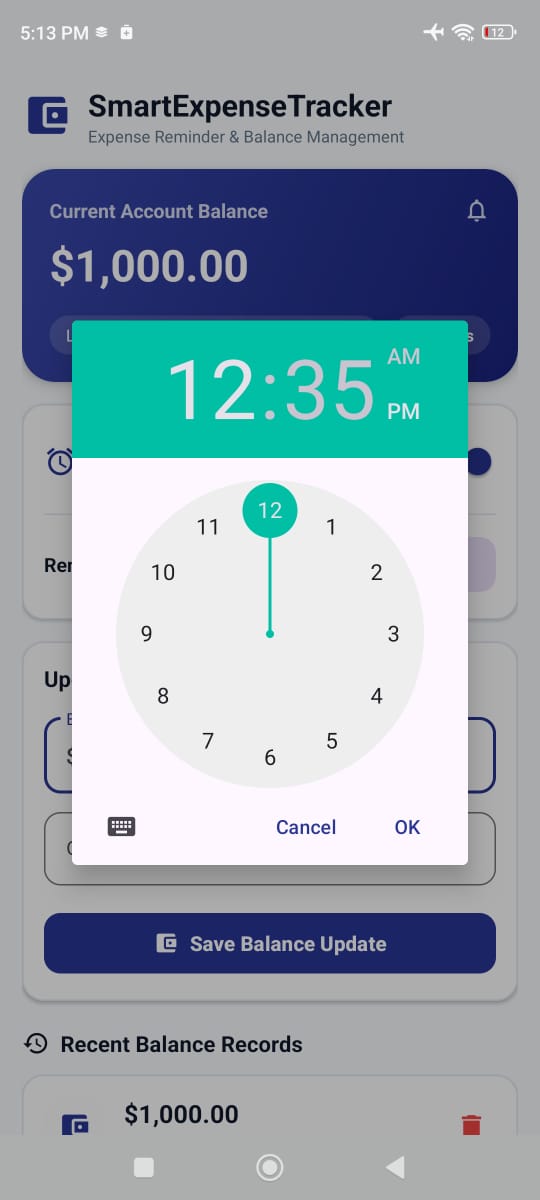 5:13 PM
12
SmartExpenseTracker
Expense Reminder & Balance Management
Current Account Balance
$1,000.00
12:35
AM
PM
12
11
1
10
2
9
3
8
4
7
5
6
Cancel
OK
Save Balance Update
Recent Balance Records
$1,000.00